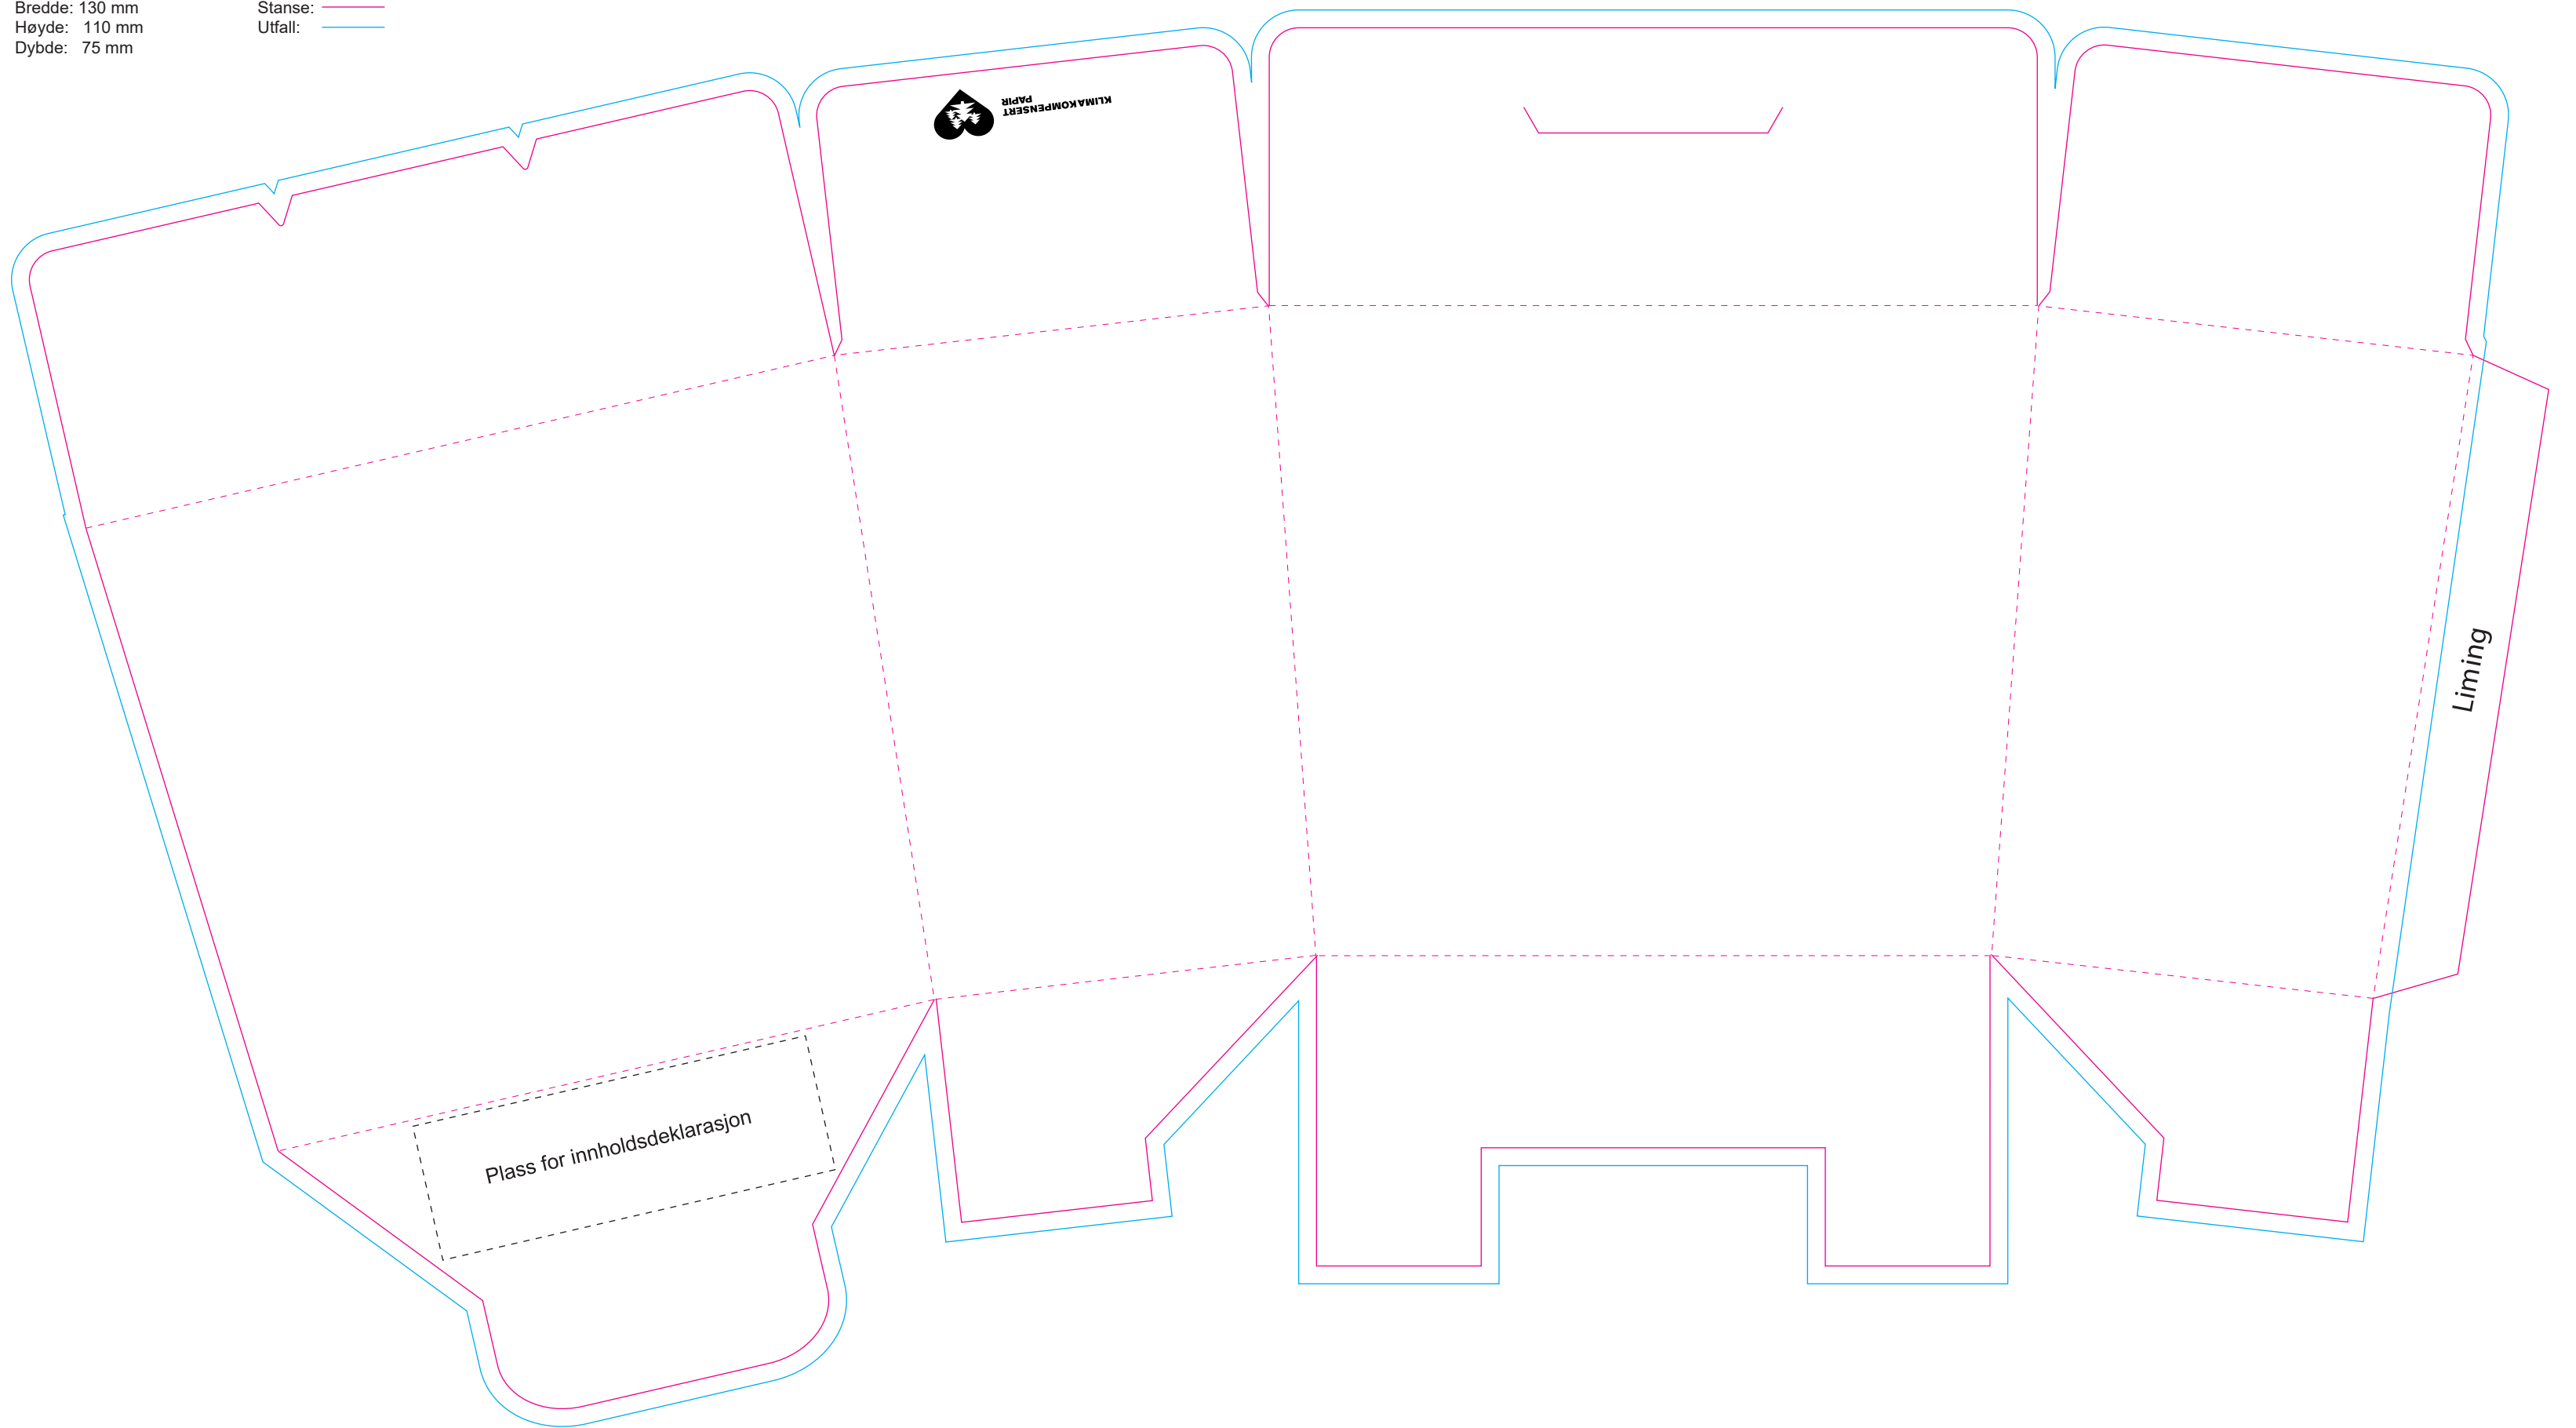 Bredde: 130 mm
Høyde: 110 mm
Dybde: 75 mm
Stanse:
Utfall:
KLIMAKOMPENSERT
PAPIR
Liming
Plass for innholdsdeklarasjon